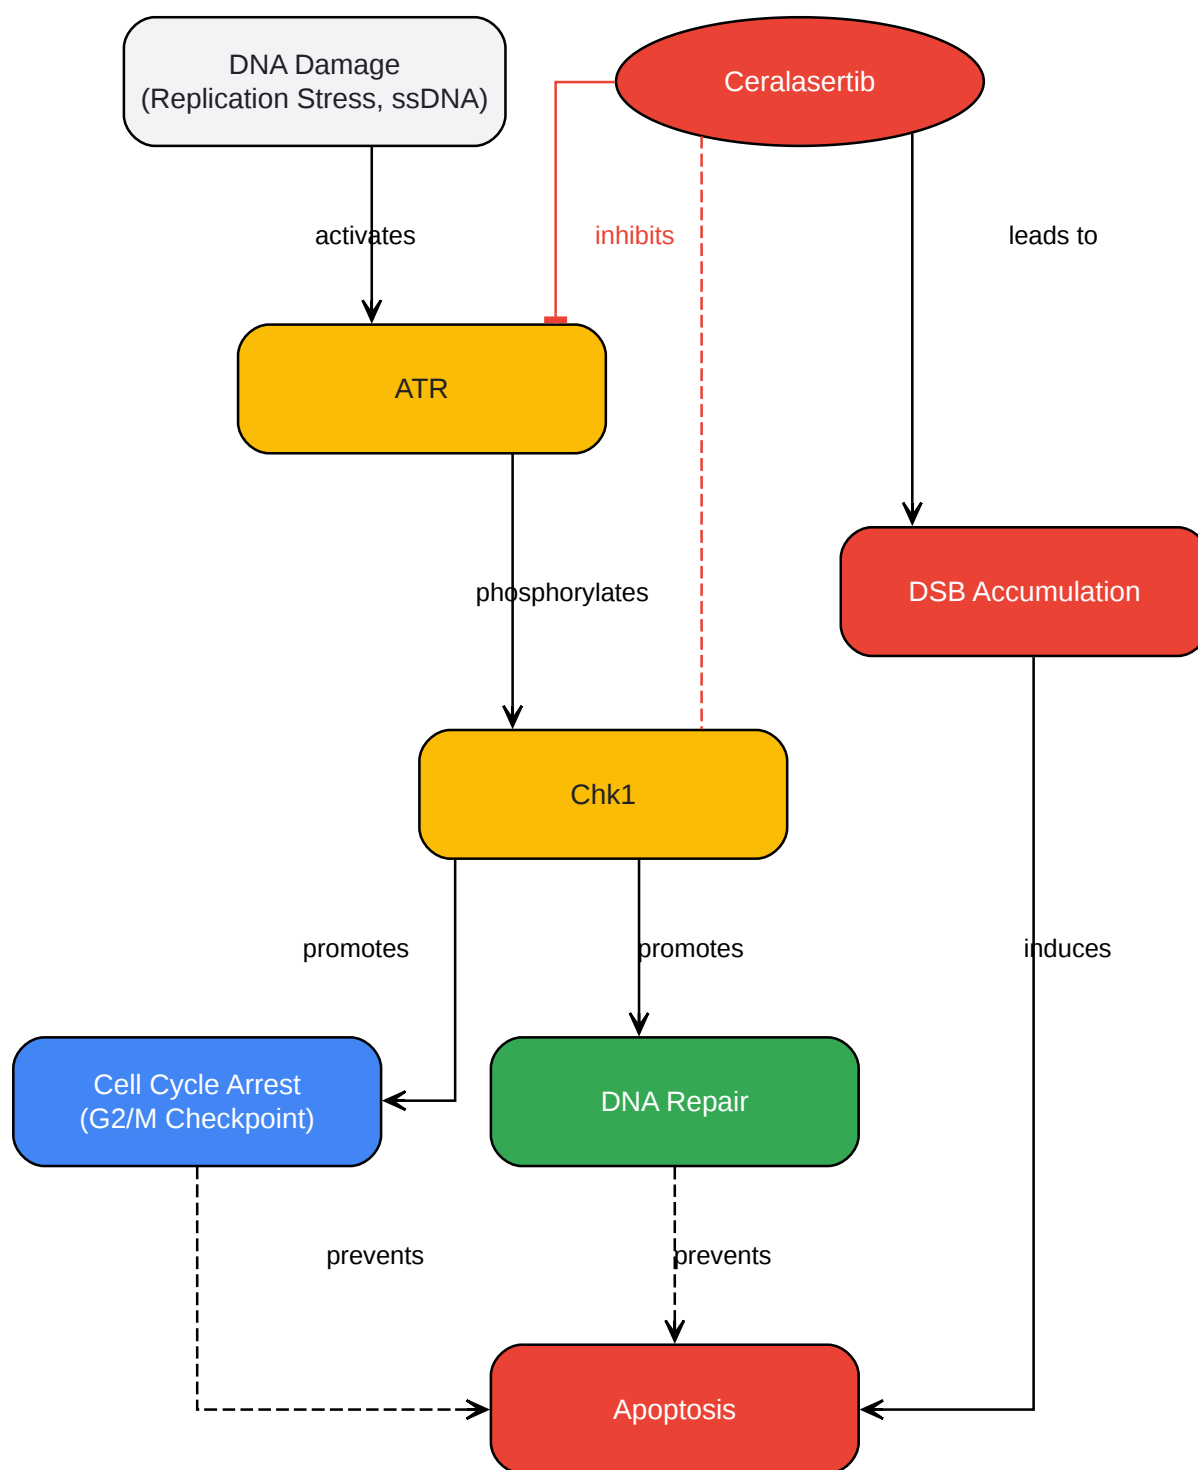 DNA Damage
(Replication Stress, ssDNA)
Ceralasertib
activates
inhibits
leads to
ATR
phosphorylates
DSB Accumulation
Chk1
promotes
promotes
induces
Cell Cycle Arrest
(G2/M Checkpoint)
DNA Repair
prevents
prevents
Apoptosis